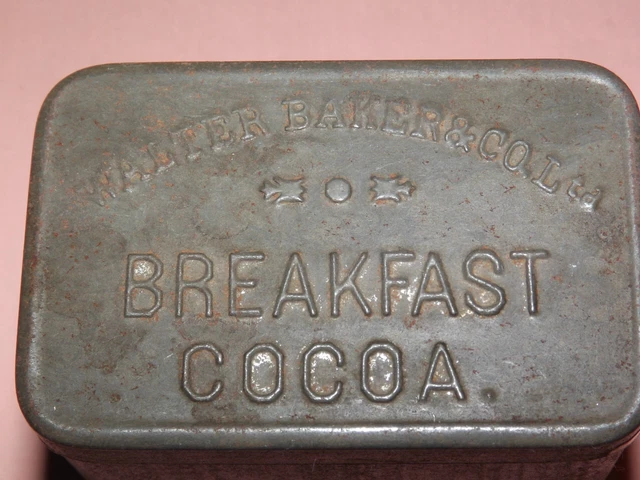 WALTER BAKER & CO. Ltd
BREAKFAST
COCOA.